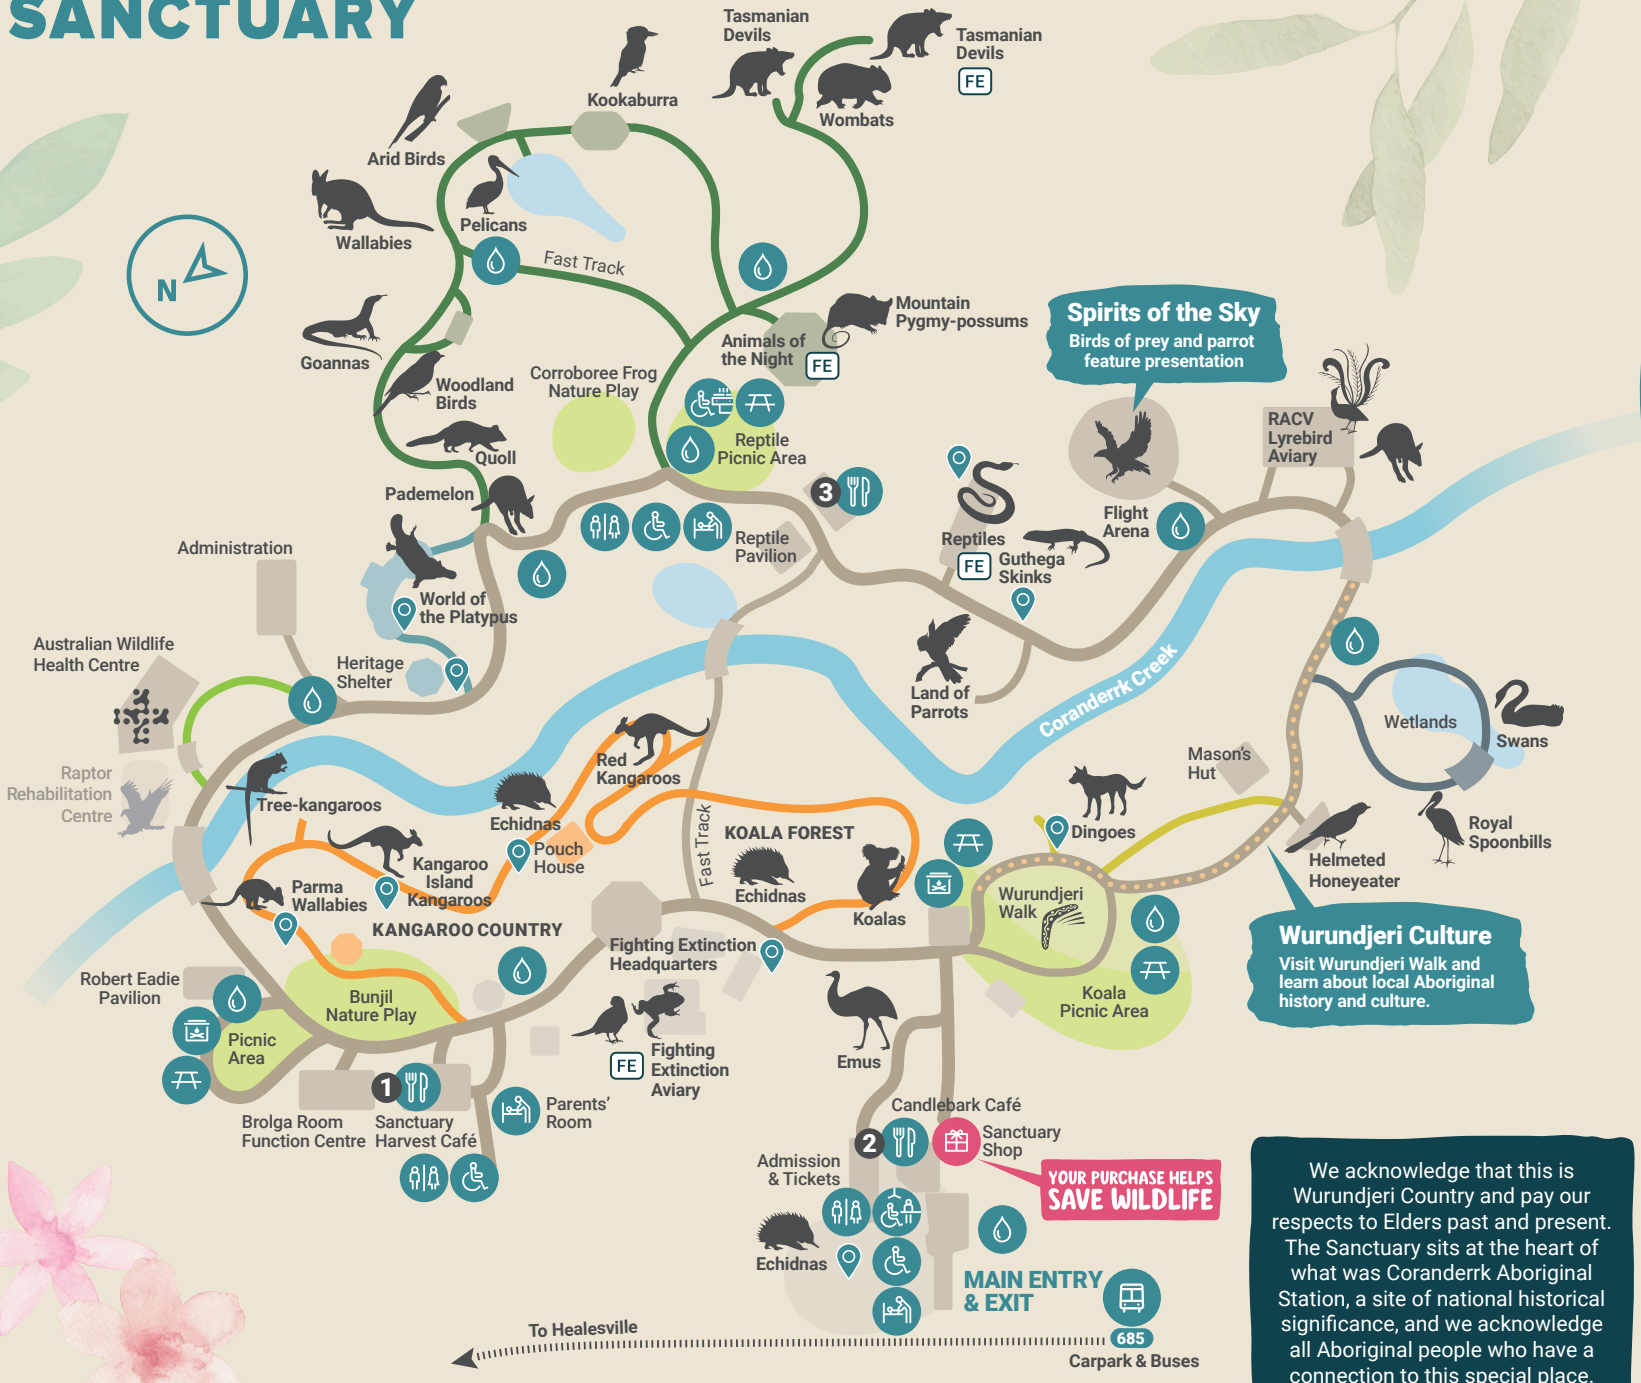 SANCTUARY
Tasmanian
Devils
Tasmanian
Devils
FE
Kookaburra
Wombats
Arid Birds
Pelicans
Wallabies
Fast Track
N
Goannas
Mountain
Pygmy-possums
Animals of
the Night
FE
Spirits of the Sky
Birds of prey and parrot
feature presentation
Woodland
Birds
Corroboree Frog
Nature Play
Quoll
Reptile
Picnic Area
RACV
Lyrebird
Aviary
Pademelon
3
Flight
Arena
Administration
Reptile
Pavilion
Reptiles
FE
Guthega
Skinks
World of
the Platypus
Australian Wildlife
Health Centre
Heritage
Shelter
Land of
Parrots
Coranderrk Creek
Wetlands
Swans
Raptor
Rehabilitation
Centre
Red
Kangaroos
Mason's
Hut
Tree-kangaroos
Echidnas
Pouch
House
Fast Track
KOALA FOREST
Dingoes
Royal
Spoonbills
Kangaroo
Island
Kangaroos
Helmeted
Honeyeater
Parma
Wallabies
Echidnas
Koalas
Wurundjeri
Walk
KANGAROO COUNTRY
Fighting Extinction
Headquarters
Wurundjeri Culture
Visit Wurundjeri Walk and
learn about local Aboriginal
history and culture.
Robert Eadie
Pavilion
Bunjil
Nature Play
Koala
Picnic Area
Picnic
Area
FE
Fighting
Extinction
Aviary
Emus
1
Brolga Room
Function Centre
Sanctuary
Harvest Café
Parents'
Room
Candlebark Café
2
Sanctuary
Shop
Admission
& Tickets
YOUR PURCHASE HELPS
SAVE WILDLIFE
Echidnas
MAIN ENTRY
& EXIT
To Healesville
685
Carpark & Buses
We acknowledge that this is
Wurundjeri Country and pay our
respects to Elders past and present.
The Sanctuary sits at the heart of
what was Coranderrk Aboriginal
Station, a site of national historical
significance, and we acknowledge
all Aboriginal people who have a
connection to this special place.